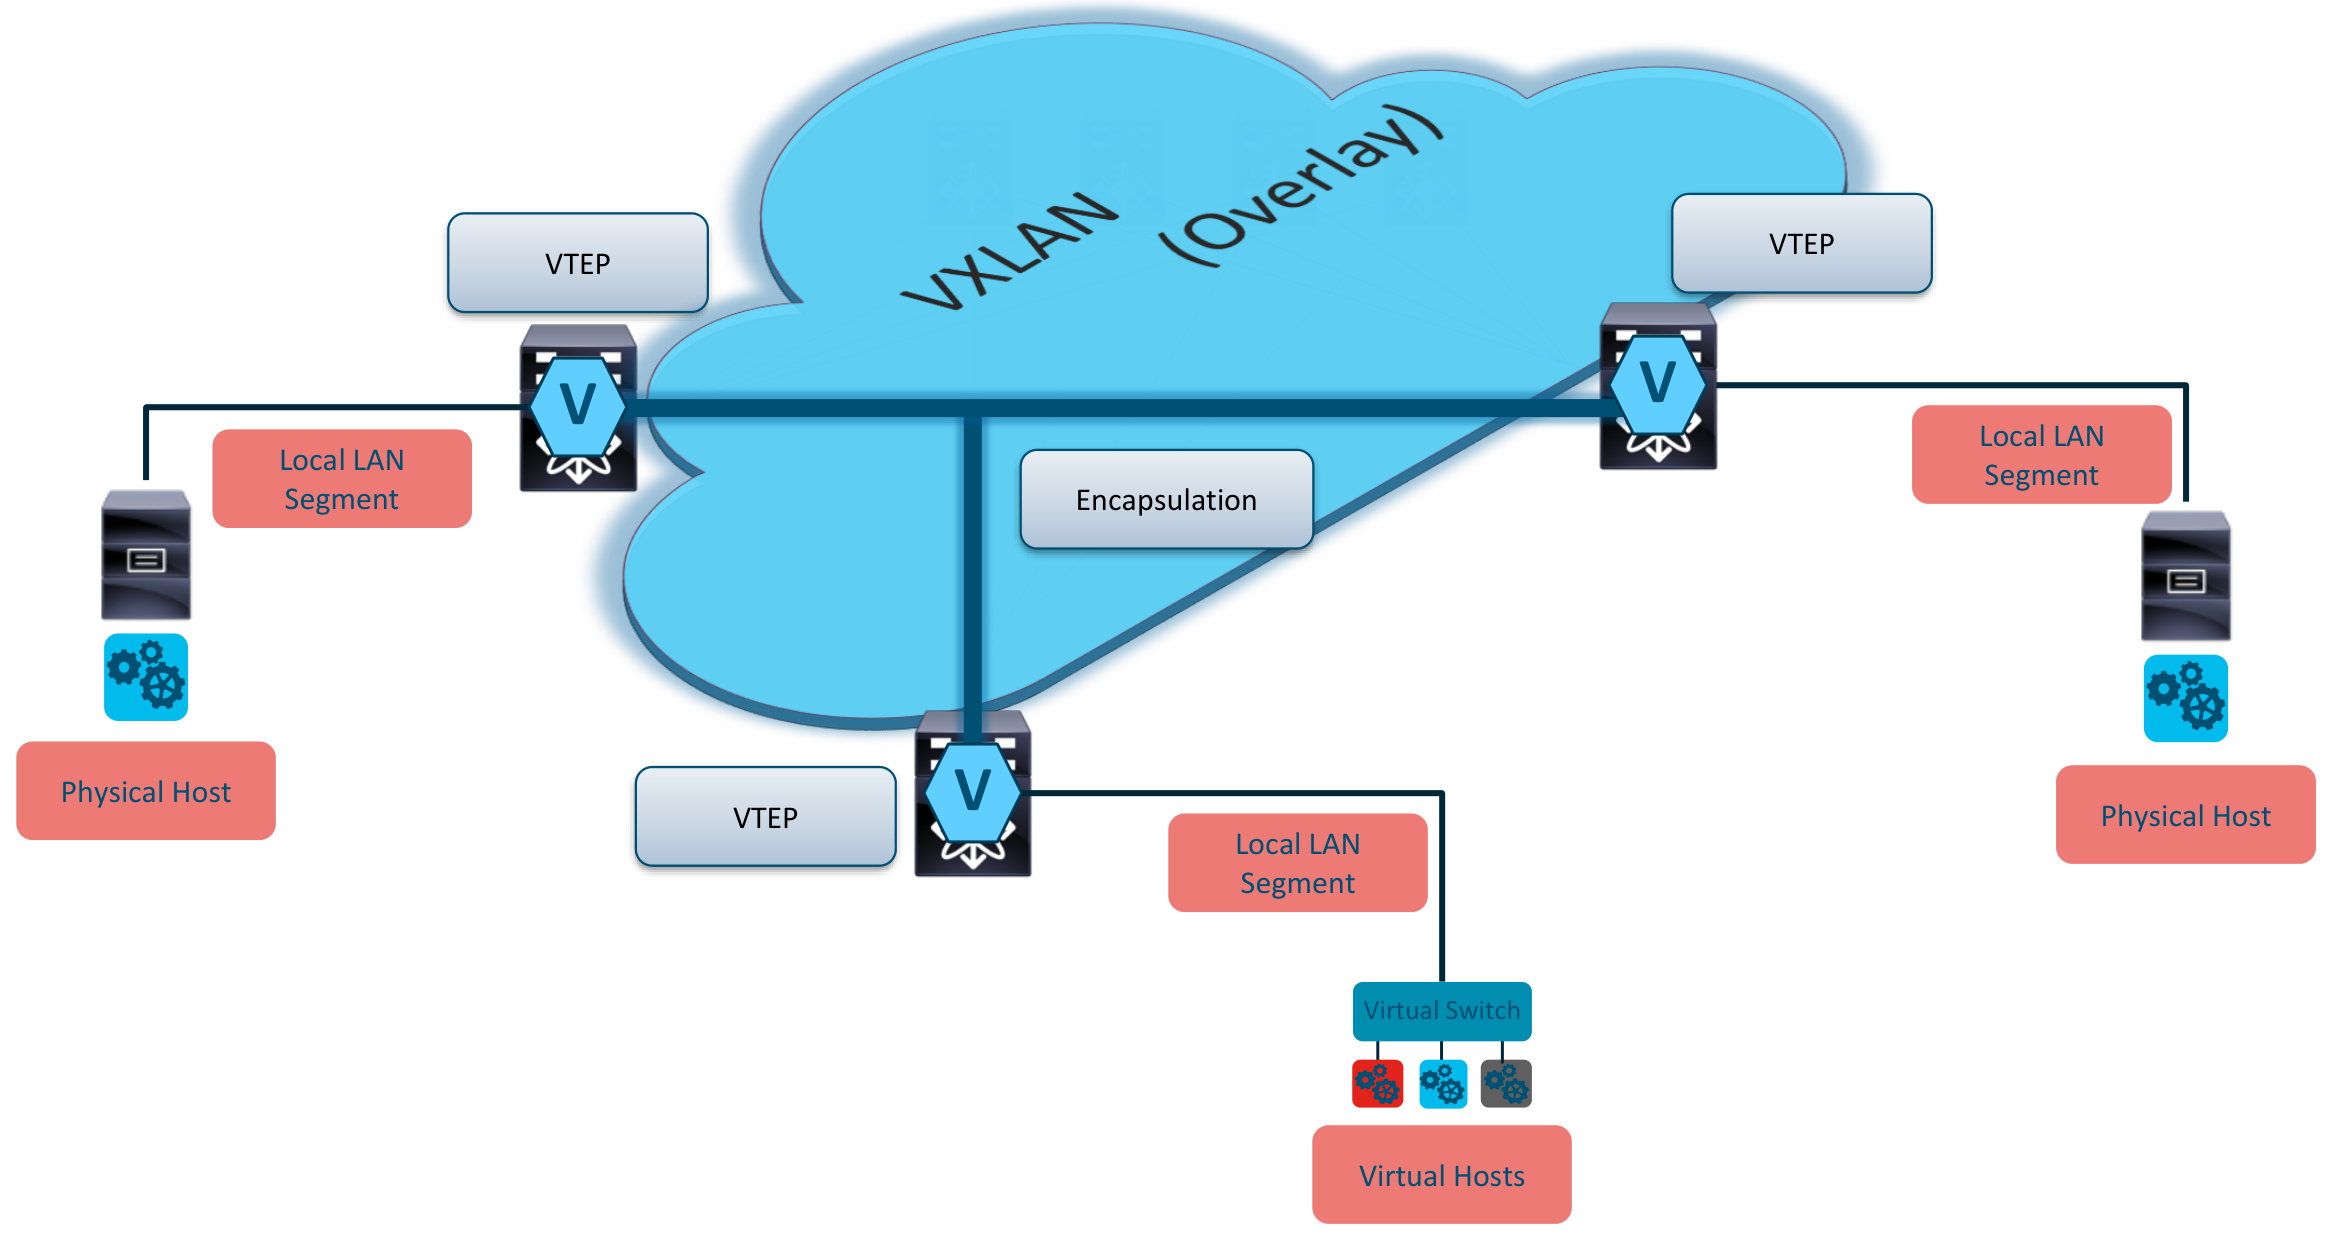 VXLAN (Overlay)
VTEP
VTEP
V
V
Local LAN
Segment
Local LAN
Segment
Encapsulation
Physical Host
Physical Host
VTEP
V
Local LAN
Segment
Virtual Switch
Virtual Hosts